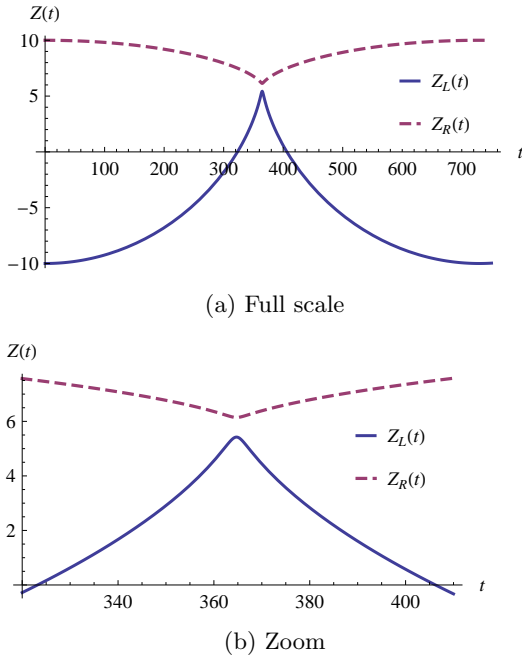 Z(t)
10
5
−5
−10
100 200 300 400 500 600 700
t
Z_L(t)
Z_R(t)
(a) Full scale
Z(t)
6
4
2
340 360 380 400
t
Z_L(t)
Z_R(t)
(b) Zoom